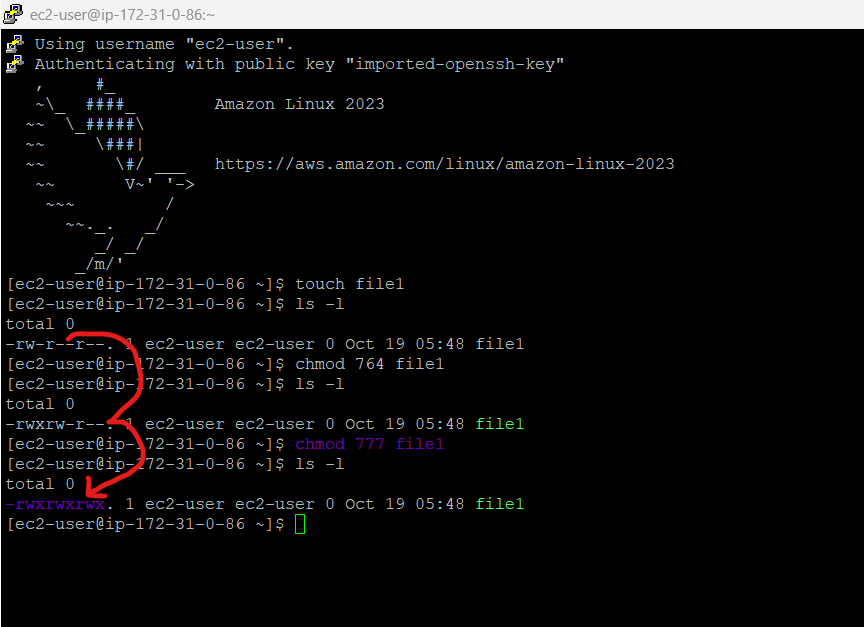 ec2-user@ip-172-31-0-86:~
Using username "ec2-user".
Authenticating with public key "imported-openssh-key"
   ,     #_
   ~\_  ####_        Amazon Linux 2023
  ~~  \_#####\
  ~~     \###|
  ~~       \#/ ___   https://aws.amazon.com/linux/amazon-linux-2023
   ~~       V~' '->
    ~~~         /
      ~~._.   _/
         _/ _/
       _/m/'
[ec2-user@ip-172-31-0-86 ~]$ touch file1
[ec2-user@ip-172-31-0-86 ~]$ ls -l
total 0
-rw-r--r--. 1 ec2-user ec2-user 0 Oct 19 05:48 file1
[ec2-user@ip-172-31-0-86 ~]$ chmod 764 file1
[ec2-user@ip-172-31-0-86 ~]$ ls -l
total 0
-rwxrw-r--. 1 ec2-user ec2-user 0 Oct 19 05:48 file1
[ec2-user@ip-172-31-0-86 ~]$ chmod 777 file1
[ec2-user@ip-172-31-0-86 ~]$ ls -l
total 0
-rwxrwxrwx. 1 ec2-user ec2-user 0 Oct 19 05:48 file1
[ec2-user@ip-172-31-0-86 ~]$